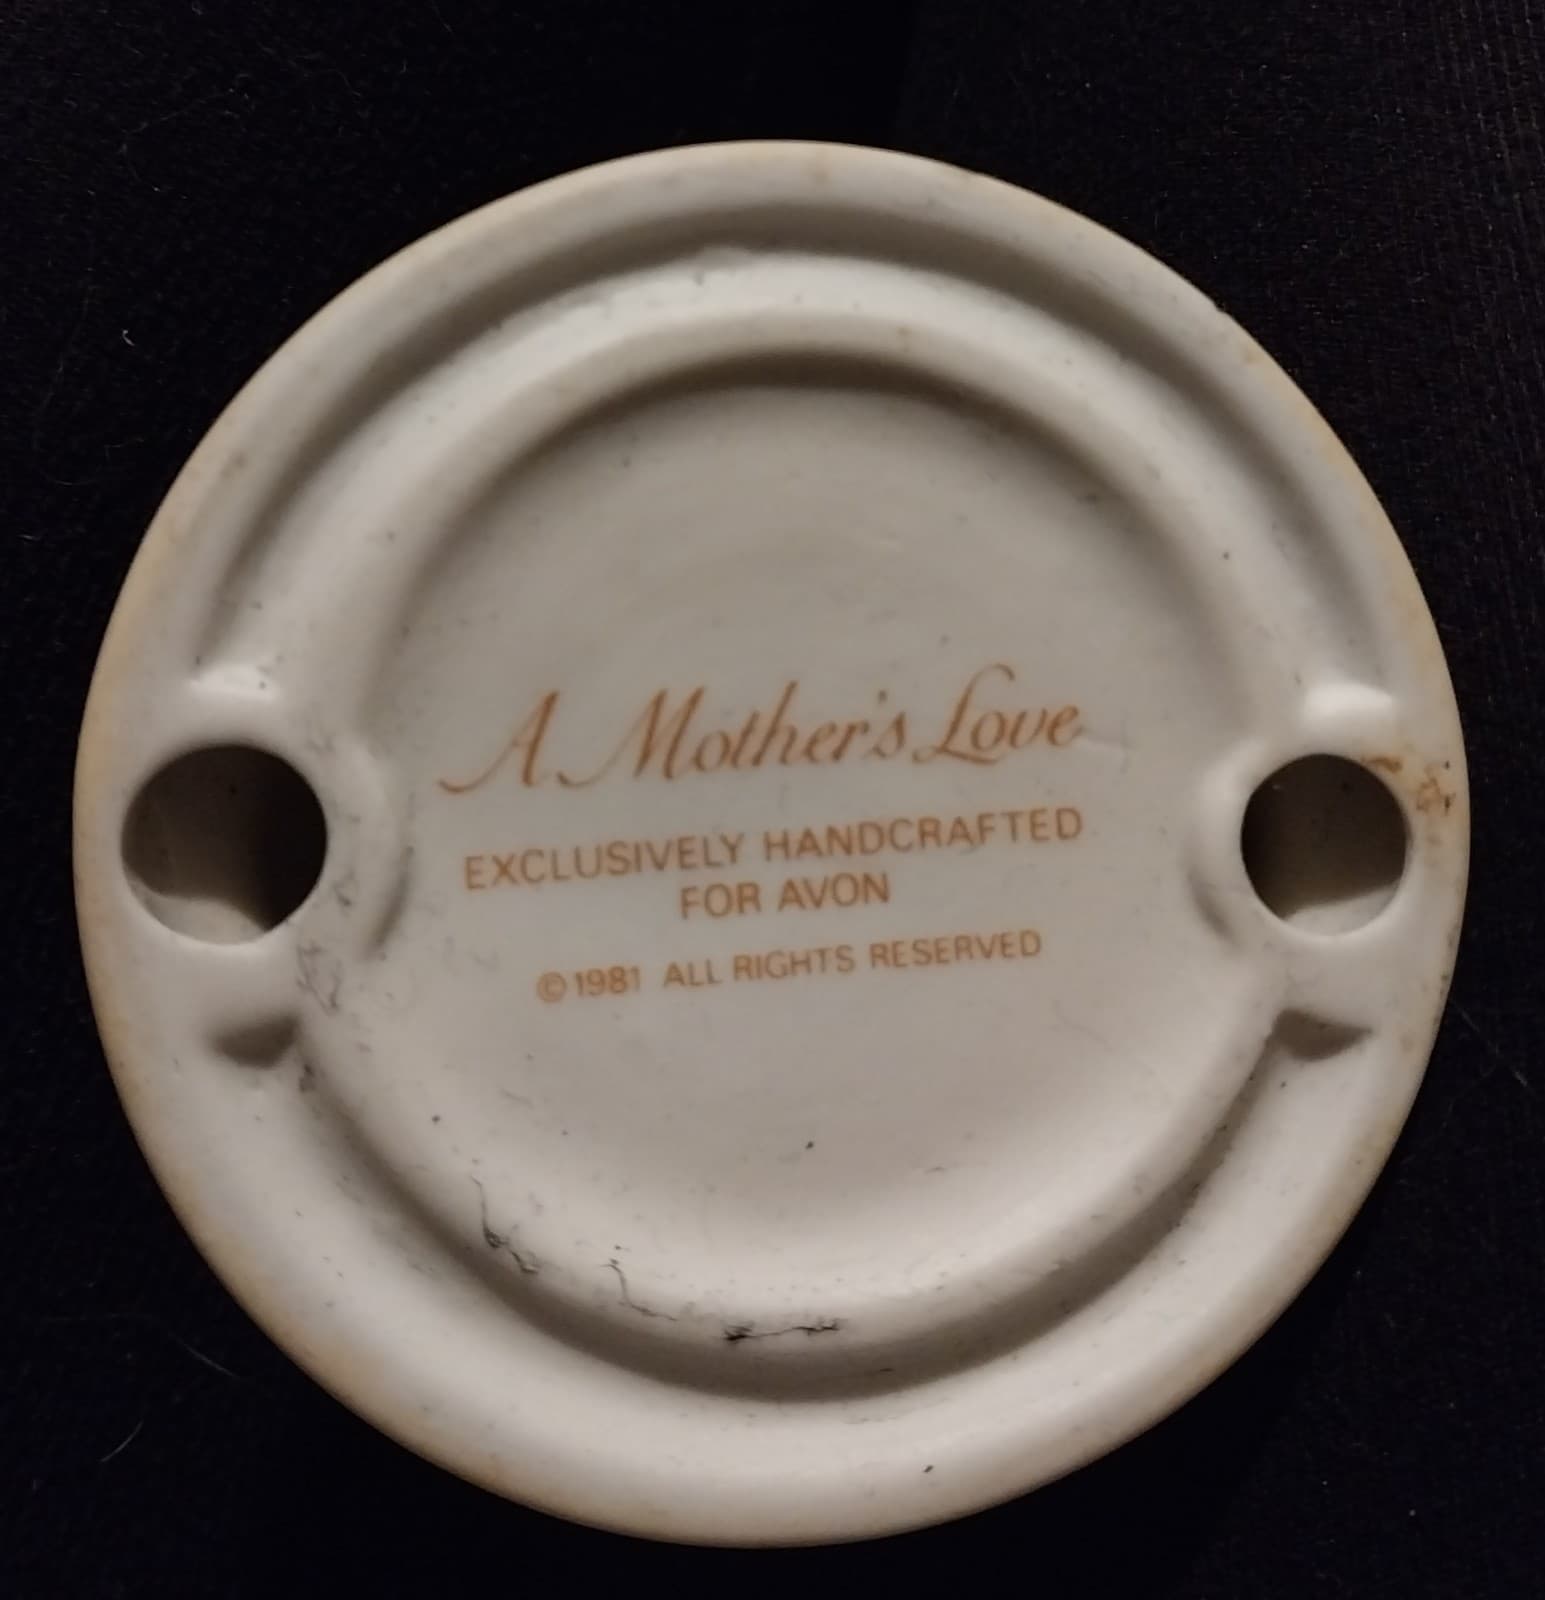 A Mother's Love
EXCLUSIVELY HANDCRAFTED
FOR AVON
© 1981 ALL RIGHTS RESERVED